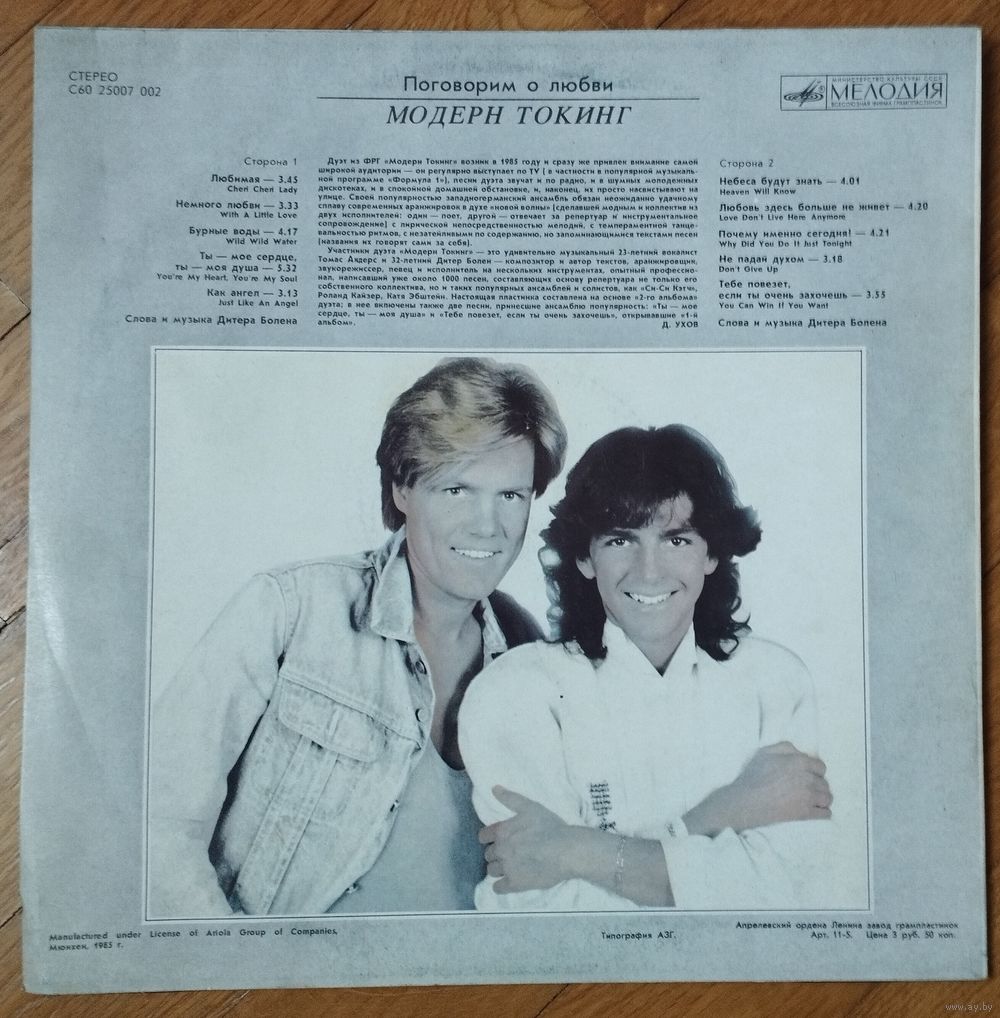 СТЕРЕО
С60 25007 002
Поговорим о любви
МОДЕРН ТОКИНГ
МИНИСТЕРСТВО КУЛЬТУРЫ СССР
МЕЛОДИЯ
ВСЕСОЮЗНАЯ ФИРМА ГРАМПЛАСТИНОК
Сторона 1
Любимая — 3.45
Cheri Cheri Lady
Немного любви — 3.33
With A Little Love
Бурные воды — 4.17
Wild Wild Water
Ты — мое сердце,
ты — моя душа — 5.32
You're My Heart, You're My Soul
Как ангел — 3.13
Just Like An Angel
Слова и музыка Дитера Болена
Дуэт из ФРГ «Модерн Токинг» возник в 1985 году и сразу же привлек внимание самой
широкой аудитории — он регулярно выступает по TV ( в частности в популярной музыкаль-
ной программе «Формула 1»), песни дуэта звучат и по радио, и в шумных молодежных
дискотеках, и в спокойной домашней обстановке, и, наконец, их просто насвистывают на
улице. Своей популярностью западногерманский ансамбль обязан неожиданно удачному
сплаву современных аранжировок в духе «новой волны» (сделавшей модным и коллектив из
двух исполнителей: один — поет, другой — отвечает за репертуар и инструментальное
сопровождение) с лирической непосредственностью мелодий, с темпераментной танце-
вальностью ритмов, с незатейливыми по содержанию, но запоминающимися текстами песен
(названия их говорят сами за себя).
Участники дуэта «Модерн Токинг» — это удивительно музыкальный 23-летний вокалист
Томас Андерс и 32-летний Дитер Болен — композитор и автор текстов, аранжировщик,
звукорежиссер, певец и исполнитель на нескольких инструментах, опытный профессио-
нал, написавший уже около 1000 песен, составляющих основу репертуара не только его
собственного коллектива, но и таких популярных ансамблей и солистов, как «Си-Си Кэтч»,
Роланд Кайзер, Катя Эбштейн. Настоящая пластинка составлена на основе «2-го альбома»
дуэта; в нее включены также две песни, принесшие ансамблю популярность: «Ты — мое
сердце, ты — моя душа» и «Тебе повезет, если ты очень захочешь», открывавшие «1-й
альбом».
Д. УХОВ
Сторона 2
Небеса будут знать — 4.01
Heaven Will Know
Любовь здесь больше не живет — 4.20
Love Don't Live Here Anymore
Почему именно сегодня! — 4.21
Why Did You Do It Just Tonight
Не падай духом — 3.18
Don't Give Up
Тебе повезет,
если ты очень захочешь — 3.55
You Can Win If You Want
Слова и музыка Дитера Болена
Manufactured under License of Ariola Group of Companies,
Мюнхен, 1985 г.
Типография АЗГ.
Апрелевский ордена Ленина завод грампластинок
Арт. 11-5. Цена 3 руб. 50 коп.
www.ay.by